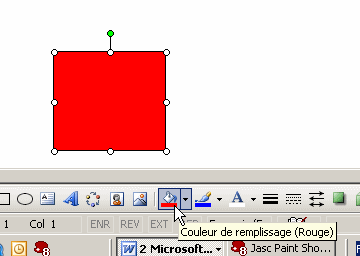 Couleur de remplissage (Rouge)
1 Col 1 ENR REV EXT
2 Microsoft... Jasc Paint Sho...